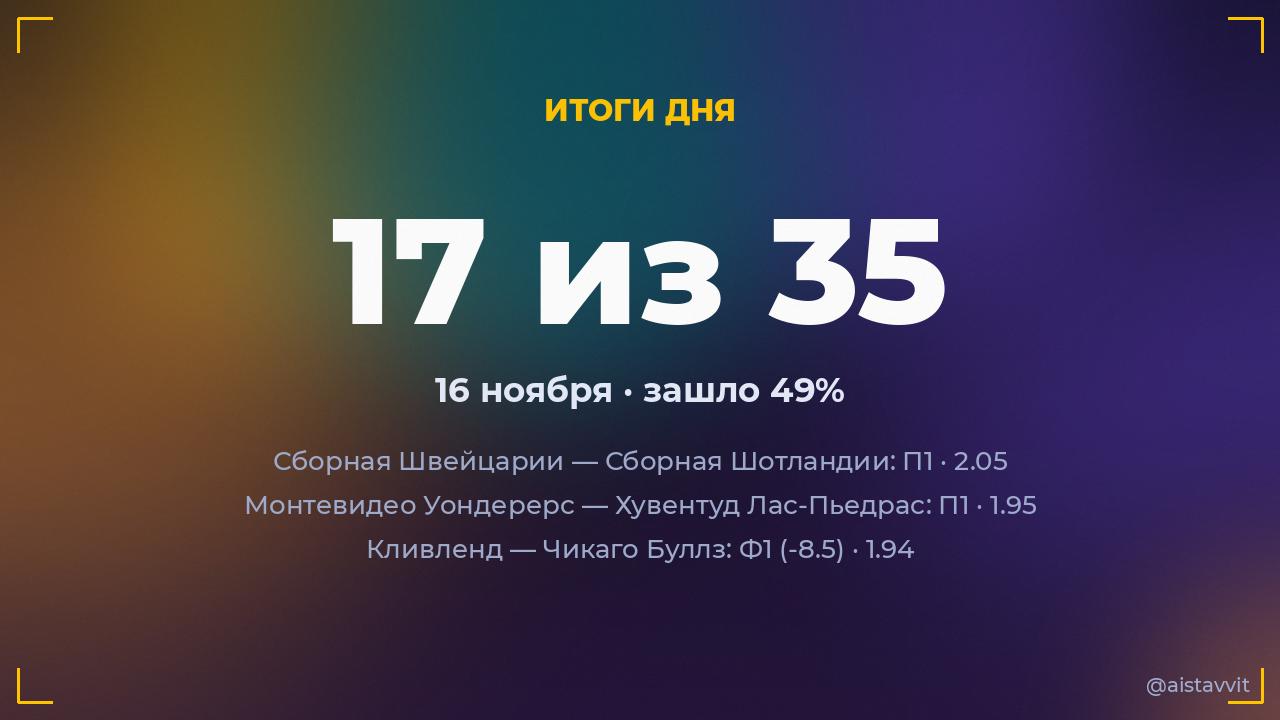 ИТОГИ ДНЯ
17 из 35
16 ноября · зашло 49%
Сборная Швейцарии — Сборная Шотландии: П1 · 2.05
Монтевидео Уондерерс — Хувентуд Лас-Пьедрас: П1 · 1.95
Кливленд — Чикаго Буллз: Ф1 (-8.5) · 1.94
@aistavvit